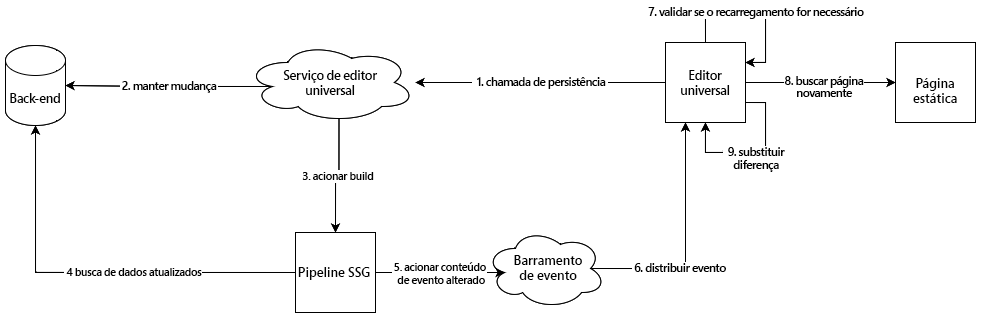 7. validar se o recarregamento for necessário
Back-end
2. manter mudança
Serviço de editor
universal
1. chamada de persistência
Editor
universal
8. buscar página
novamente
Página
estática
9. substituir
diferença
3. acionar build
4 busca de dados atualizados
Pipeline SSG
5. acionar conteúdo
de evento alterado
Barramento
de evento
6. distribuir evento